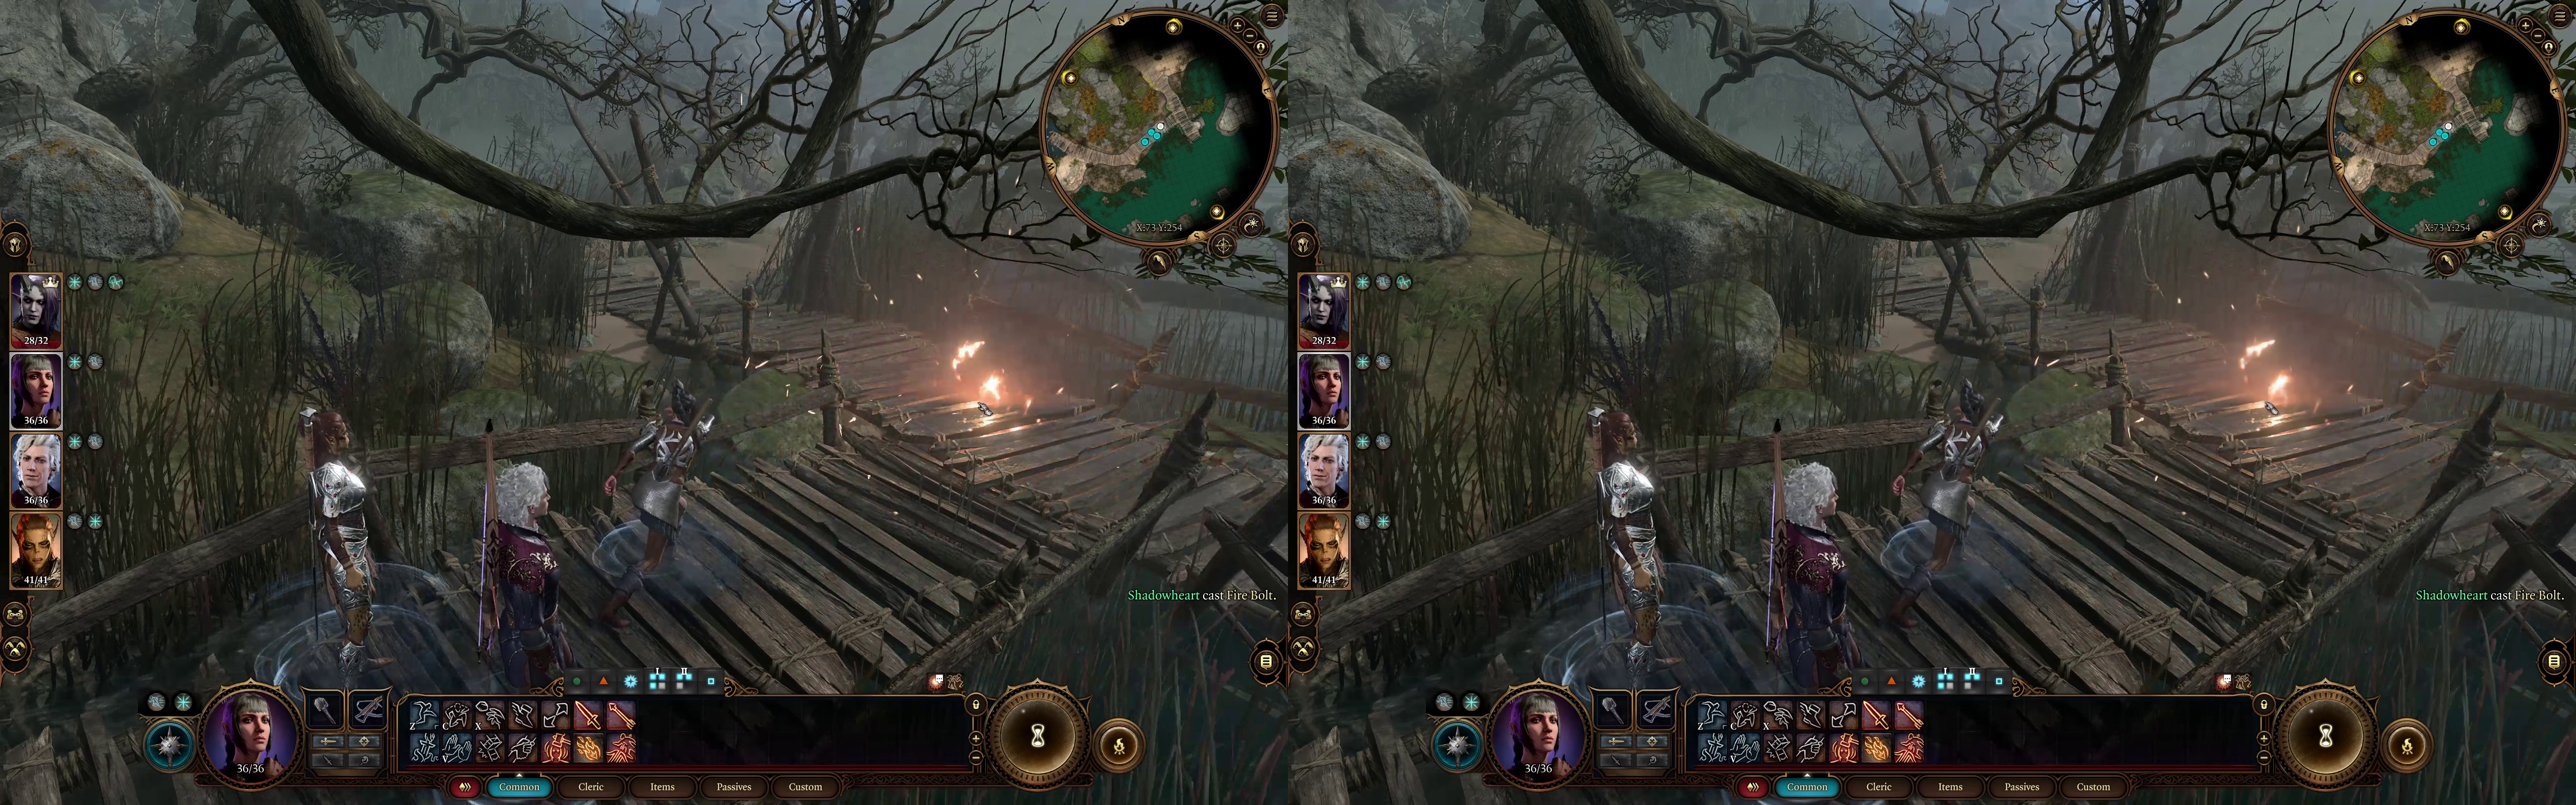 N
X:73 Y:254
S
28/32
36/36
36/36
41/41
Shadowheart cast Fire Bolt.
I
II
Z
C
X
V
36/36
Common
Cleric
Items
Passives
Custom
N
X:73 Y:254
S
28/32
36/36
36/36
41/41
Shadowheart cast Fire Bolt.
I
II
Z
C
X
V
36/36
Common
Cleric
Items
Passives
Custom